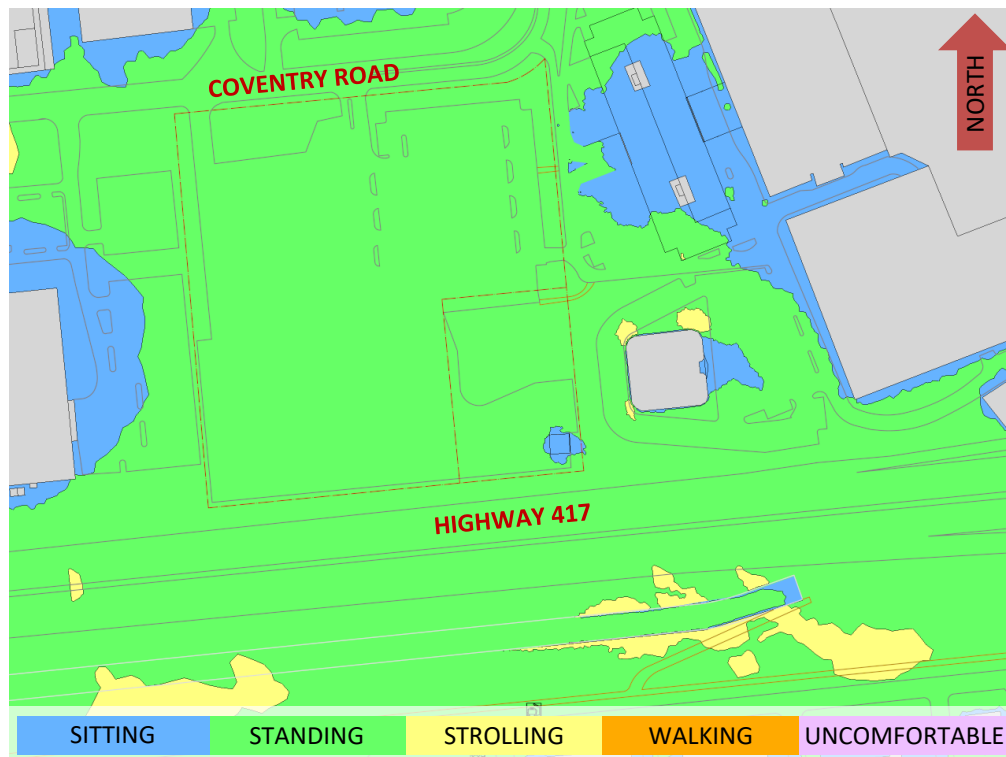 COVENTRY ROAD
NORTH
HIGHWAY 417
SITTING
STANDING
STROLLING
WALKING
UNCOMFORTABLE